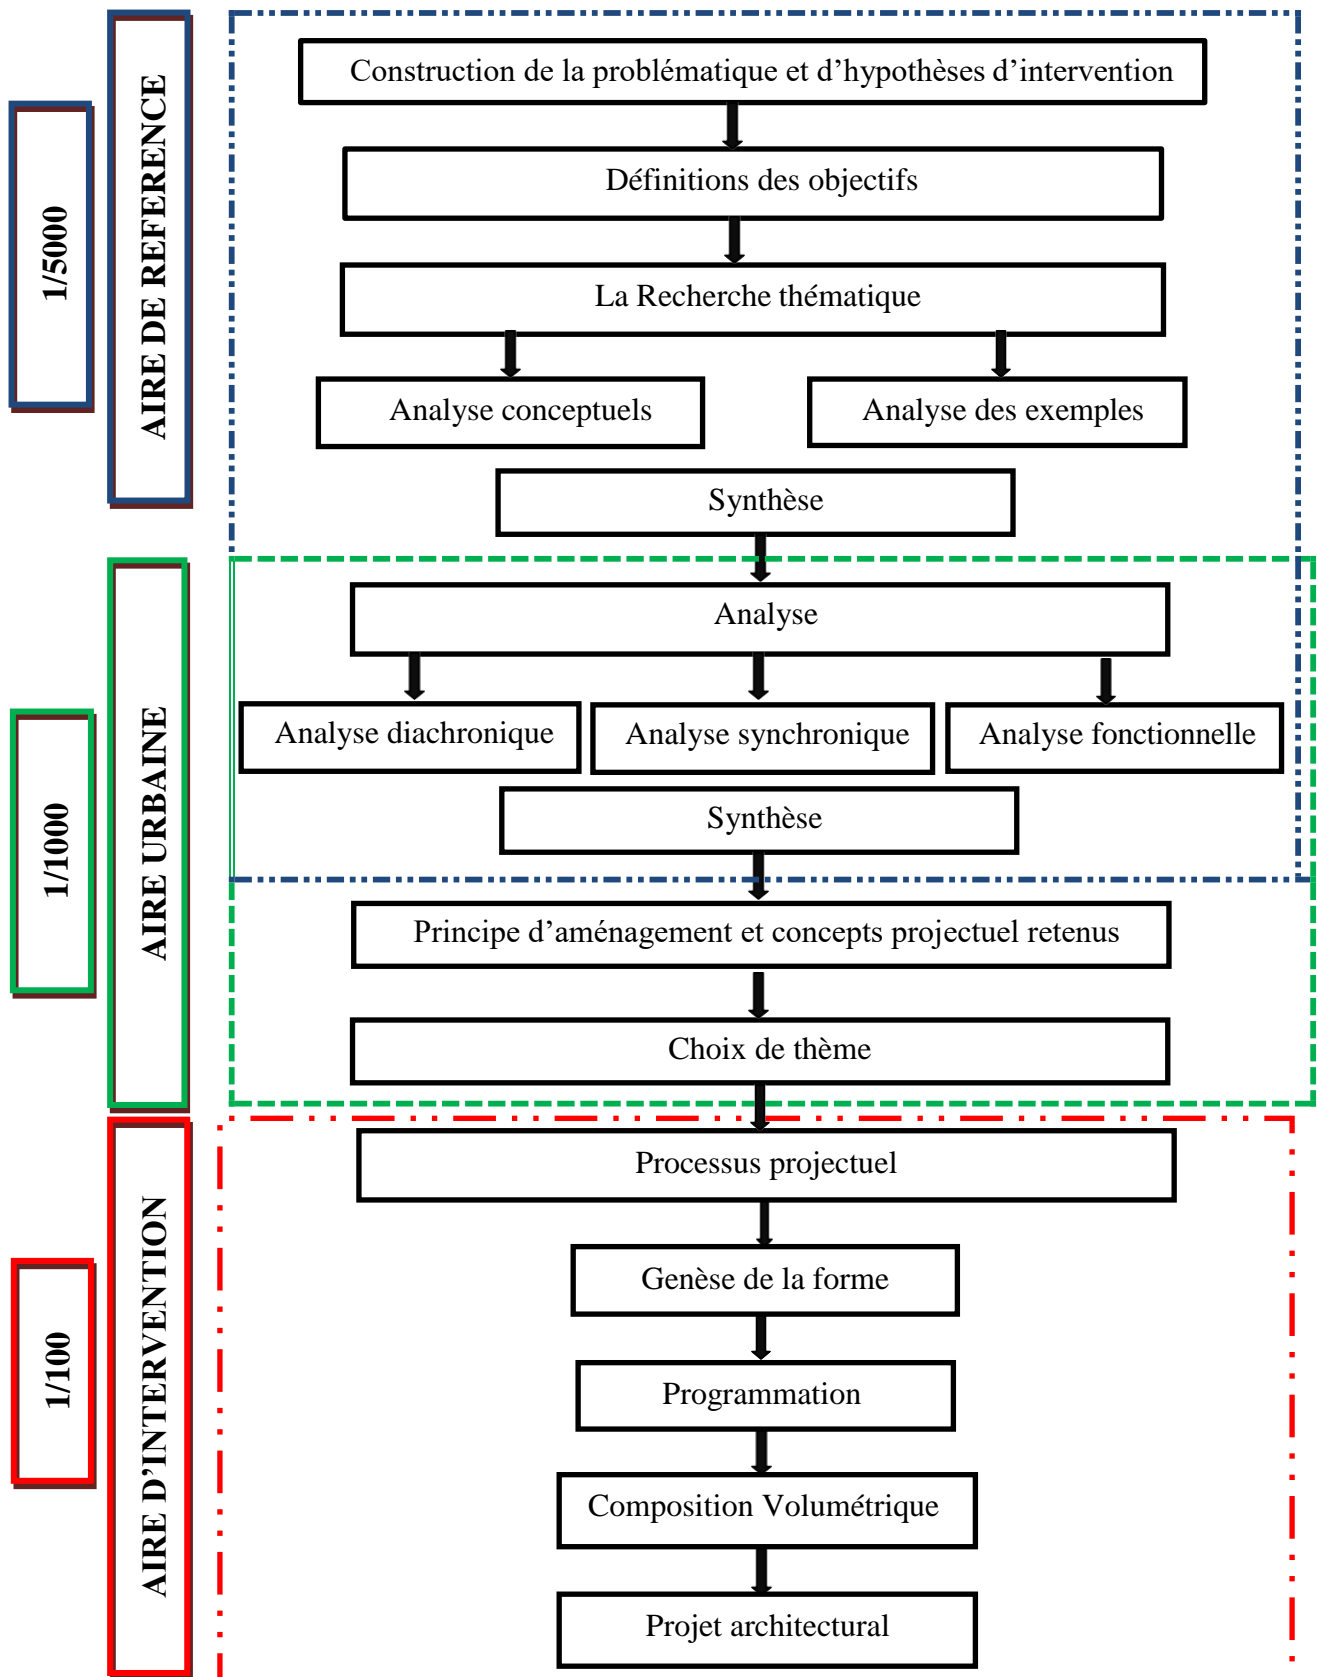 1/5000
AIRE DE REFERENCE
Construction de la problématique et d’hypothèses d’intervention
Définitions des objectifs
La Recherche thématique
Analyse conceptuels
Analyse des exemples
Synthèse
1/1000
AIRE URBAINE
Analyse
Analyse diachronique
Analyse synchronique
Analyse fonctionnelle
Synthèse
Principe d’aménagement et concepts projectuel retenus
Choix de thème
1/100
AIRE D’INTERVENTION
Processus projectuel
Genèse de la forme
Programmation
Composition Volumétrique
Projet architectural